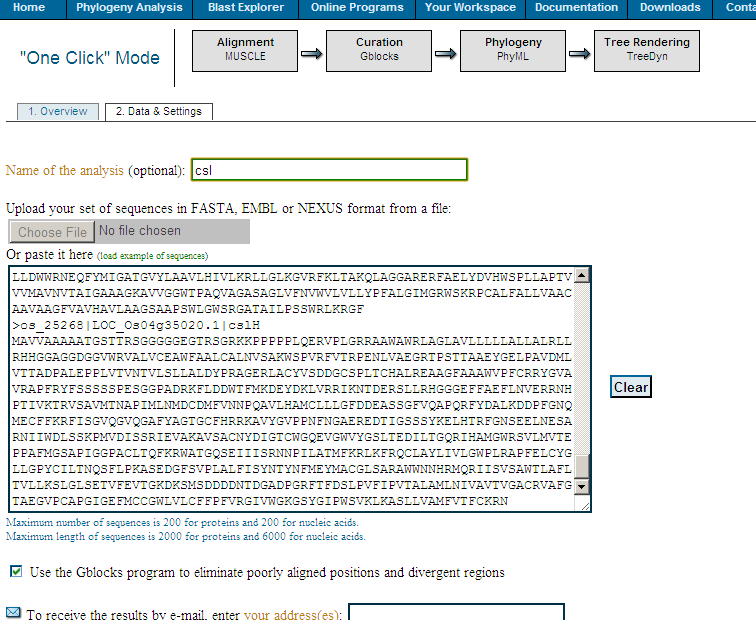 Home Phylogeny Analysis Blast Explorer Online Programs Your Workspace Documentation Downloads Conta
"One Click" Mode
Alignment
MUSCLE
Curation
Gblocks
Phylogeny
PhyML
Tree Rendering
TreeDyn
1. Overview 2. Data & Settings
Name of the analysis (optional): csl
Upload your set of sequences in FASTA, EMBL or NEXUS format from a file:
Choose File No file chosen
Or paste it here (load example of sequences)
LLDWWRNEQFYMIGATGVYLAAVLHIVLKRLLGLKGVRFKLTAKQLAGGARERFAELYDVHWSPLLAPTV
VVMAVNVTAIGAAAGKAVVGGWTPAQVAGASAGLVFNVWVLVLLYPFALGIMGRWSKRPCALFALLVAAC
AAVAAGFVAVHAVLAAGSAAPSWLGWSRGATAILPSSWRLKRGF
>os_25268|LOC_Os04g35020.1|cslH
MAVVAAAAATGSTTRSGGGGGEGTRSGRKKPPPPPLQERVPLGRRAAWAWRLAGLAVLLLLLALLALRLL
RHHGGAGGDGGVWRVALVCEAWFAALCALNVSAKWSPVRFVTRPENLVAEGRTPSTTAAEYGELPAVDML
VTTADPALEPPLVTVNTVLSLLALDYPRAGERLACYVSDDGCSPLTCHALREAAGFAAAWVPFCRRYGVA
VRAPFRYFSSSSSPESGGPADRKFLDDWTFMKDEYDKLVRRIKNTDERSLLRHGGGEFFAEFLNVERRNH
PTIVKTRVSAVMTNAPIMLNMDCDMFVNNPQAVLHAMCLLLGFDDEASSGFVQAPQRFYDALKDDPFGNQ
MECFFKRFISGVQGVQGAFYAGTGCFHRRKAVYGVPPNFNGAEREDTIGSSSYKELHTRFGNSEELNESA
RNIIWDLSSKPMVDISSRIEVAKAVSACNYDIGTCWGQEVGWVYGSLTEDILTGQRIHAMGWRSVLMVTE
PPAFMGSAPIGGPACLTQFKRWATGQSEIIISRNNPILATMFKRLKFRQCLAYLIVLGWPLRAPFELCYG
LLGPYCILTNQSFLPKASEDGFSVPLALFISYNTYNFMEYMACGLSARAWWNNHRMQRIISVSAWTLAFL
TVLLKSLGLSETVFEVTGKDKSMSDDDDNTDGADPGRFTFDSLPVFIPVTALAMLNIVAVTVGACRVAFG
TAEGVPCAPGIGEFMCCGWLVLCFFPFVRGIVWGKGSYGIPWSVKLKASLLVAMFVTFCKRN
Clear
Maximum number of sequences is 200 for proteins and 200 for nucleic acids.
Maximum length of sequences is 2000 for proteins and 6000 for nucleic acids.
Use the Gblocks program to eliminate poorly aligned positions and divergent regions
To receive the results by e-mail, enter your address(es):